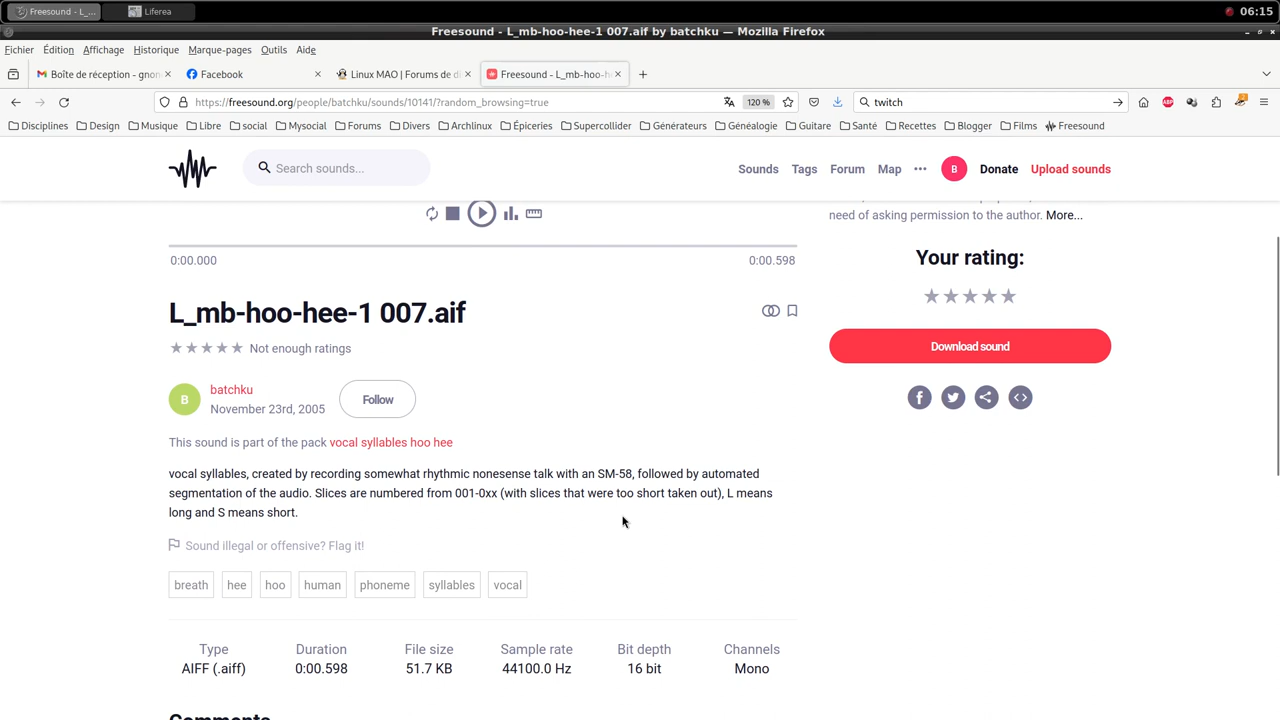 Freesound - L_...
Liferea
06:15
Freesound - L_mb-hoo-hee-1 007.aif by batchku — Mozilla Firefox
Fichier Édition Affichage Historique Marque-pages Outils Aide
Boîte de réception - gnon
Facebook
Linux MAO | Forums de di
Freesound - L_mb-hoo-h
https://freesound.org/people/batchku/sounds/10141/?random_browsing=true
120 %
twitch
Disciplines Design Musique Libre social Mysocial Forums Divers Archlinux Épiceries Supercollider Générateurs Généalogie Guitare Santé Recettes Blogger Films Freesound
Search sounds...
Sounds Tags Forum Map B Donate Upload sounds
need of asking permission to the author. More...
0:00.000
0:00.598
Your rating:
L_mb-hoo-hee-1 007.aif
Not enough ratings
Download sound
B
batchku
November 23rd, 2005
Follow
This sound is part of the pack vocal syllables hoo hee
vocal syllables, created by recording somewhat rhythmic nonesense talk with an SM-58, followed by automated
segmentation of the audio. Slices are numbered from 001-0xx (with slices that were too short taken out), L means
long and S means short.
Sound illegal or offensive? Flag it!
breath hee hoo human phoneme syllables vocal
Type Duration File size Sample rate Bit depth Channels
AIFF (.aiff) 0:00.598 51.7 KB 44100.0 Hz 16 bit Mono
Comments